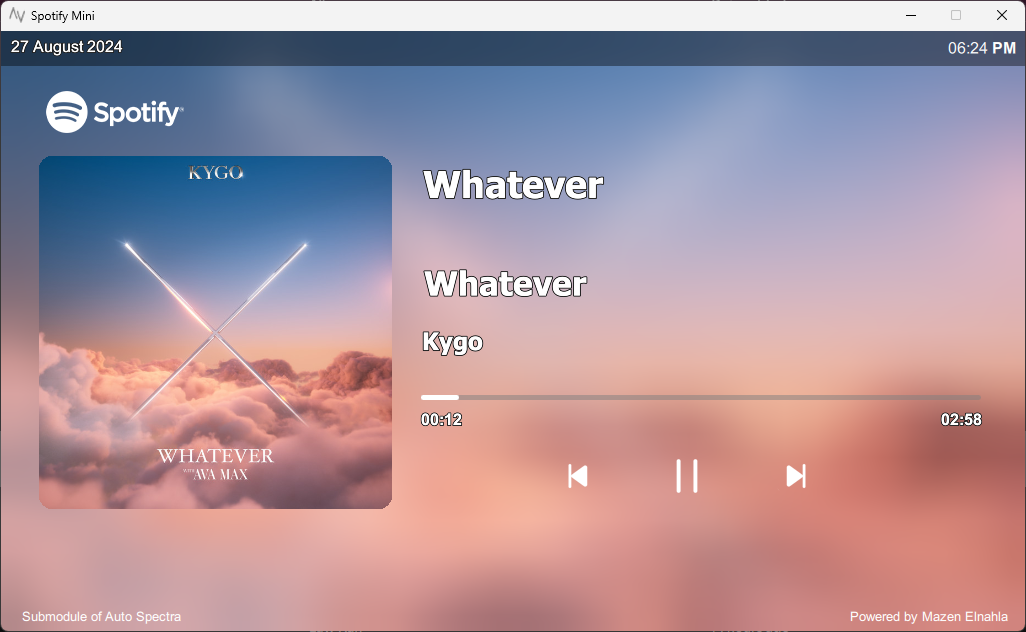 Spotify Mini
27 August 2024
06:24 PM
Spotify
KYGO
WHATEVER
WITH AVA MAX
Whatever
Whatever
Kygo
00:12
02:58
Submodule of Auto Spectra
Powered by Mazen Elnahla